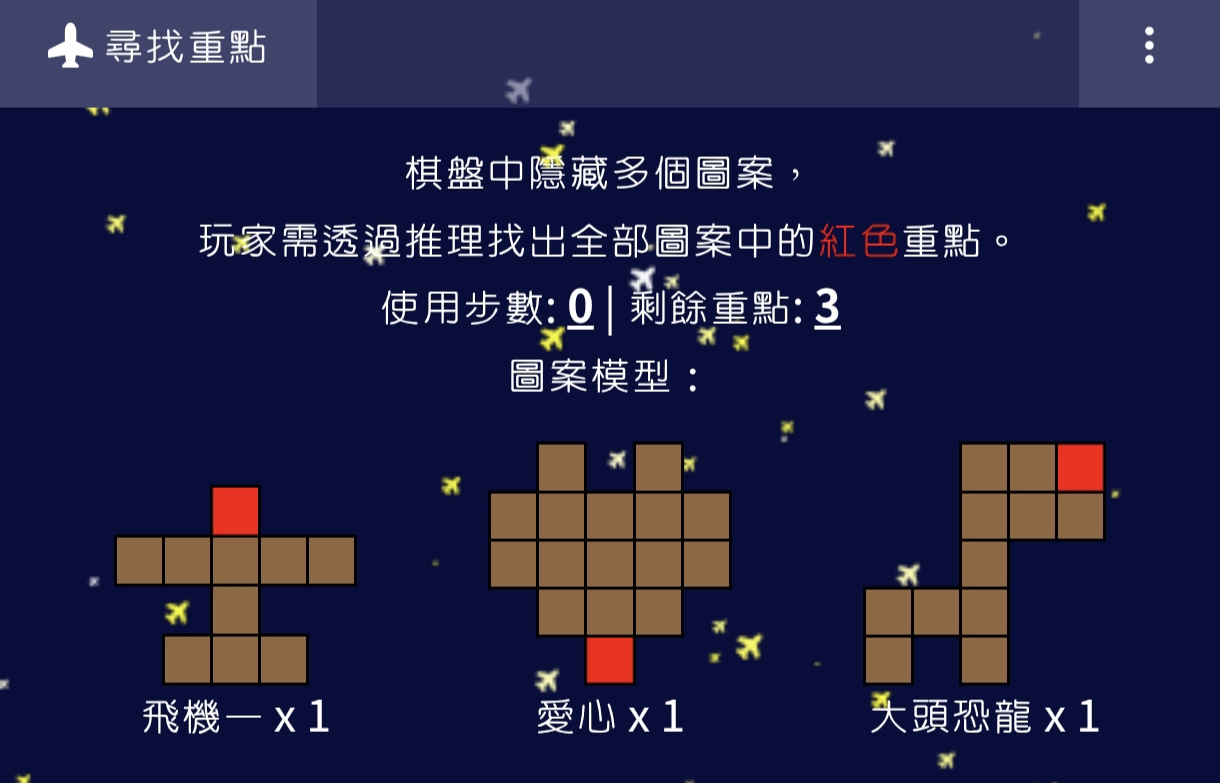 尋找重點
棋盤中隱藏多個圖案，
玩家需透過推理找出全部圖案中的紅色重點。
使用步數: 0 | 剩餘重點: 3
圖案模型：
飛機一 x 1
愛心 x 1
大頭恐龍 x 1